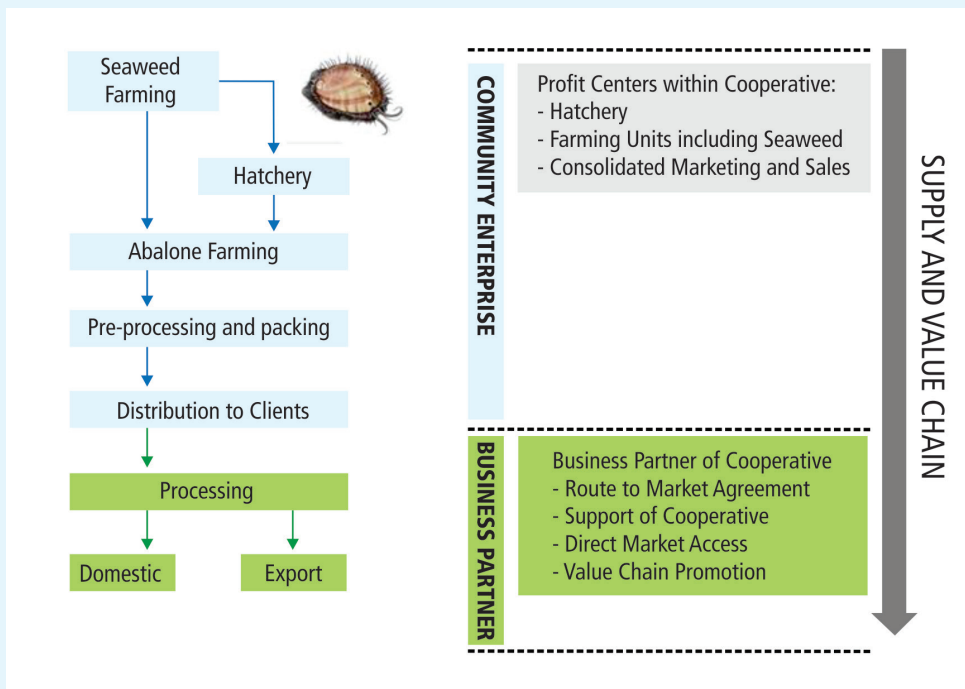 Seaweed
Farming
Hatchery
Abalone Farming
Pre-processing and packing
Distribution to Clients
Processing
Domestic
Export
COMMUNITY ENTERPRISE
Profit Centers within Cooperative:
- Hatchery
- Farming Units including Seaweed
- Consolidated Marketing and Sales
BUSINESS PARTNER
Business Partner of Cooperative
- Route to Market Agreement
- Support of Cooperative
- Direct Market Access
- Value Chain Promotion
SUPPLY AND VALUE CHAIN